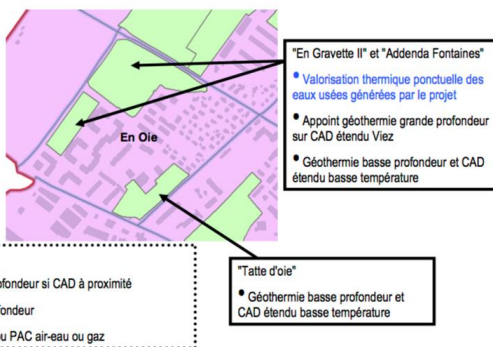 "En Gravette II" et "Addenda Fontaines"
• Valorisation thermique ponctuelle des
eaux usées générées par le projet
• Appoint géothermie grande profondeur
sur CAD étendu Viez
• Géothermie basse profondeur et CAD
étendu basse température
En Oie
"Tatte d'oie"
• Géothermie basse profondeur et
CAD étendu basse température
ofondeur si CAD à proximité
fondeur
ou PAC air-eau ou gaz